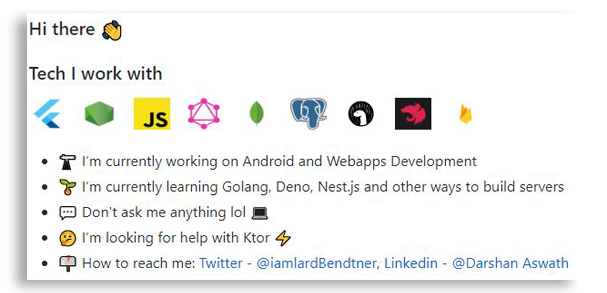 Hi there 👋
Tech I work with
JS
• 🔭 I’m currently working on Android and Webapps Development
• 🌱 I’m currently learning Golang, Deno, Nest.js and other ways to build servers
• 💬 Don't ask me anything lol 💻
• 🤔 I’m looking for help with Ktor ⚡
• 📫 How to reach me: Twitter - @iamlardBendtner, Linkedin - @Darshan Aswath